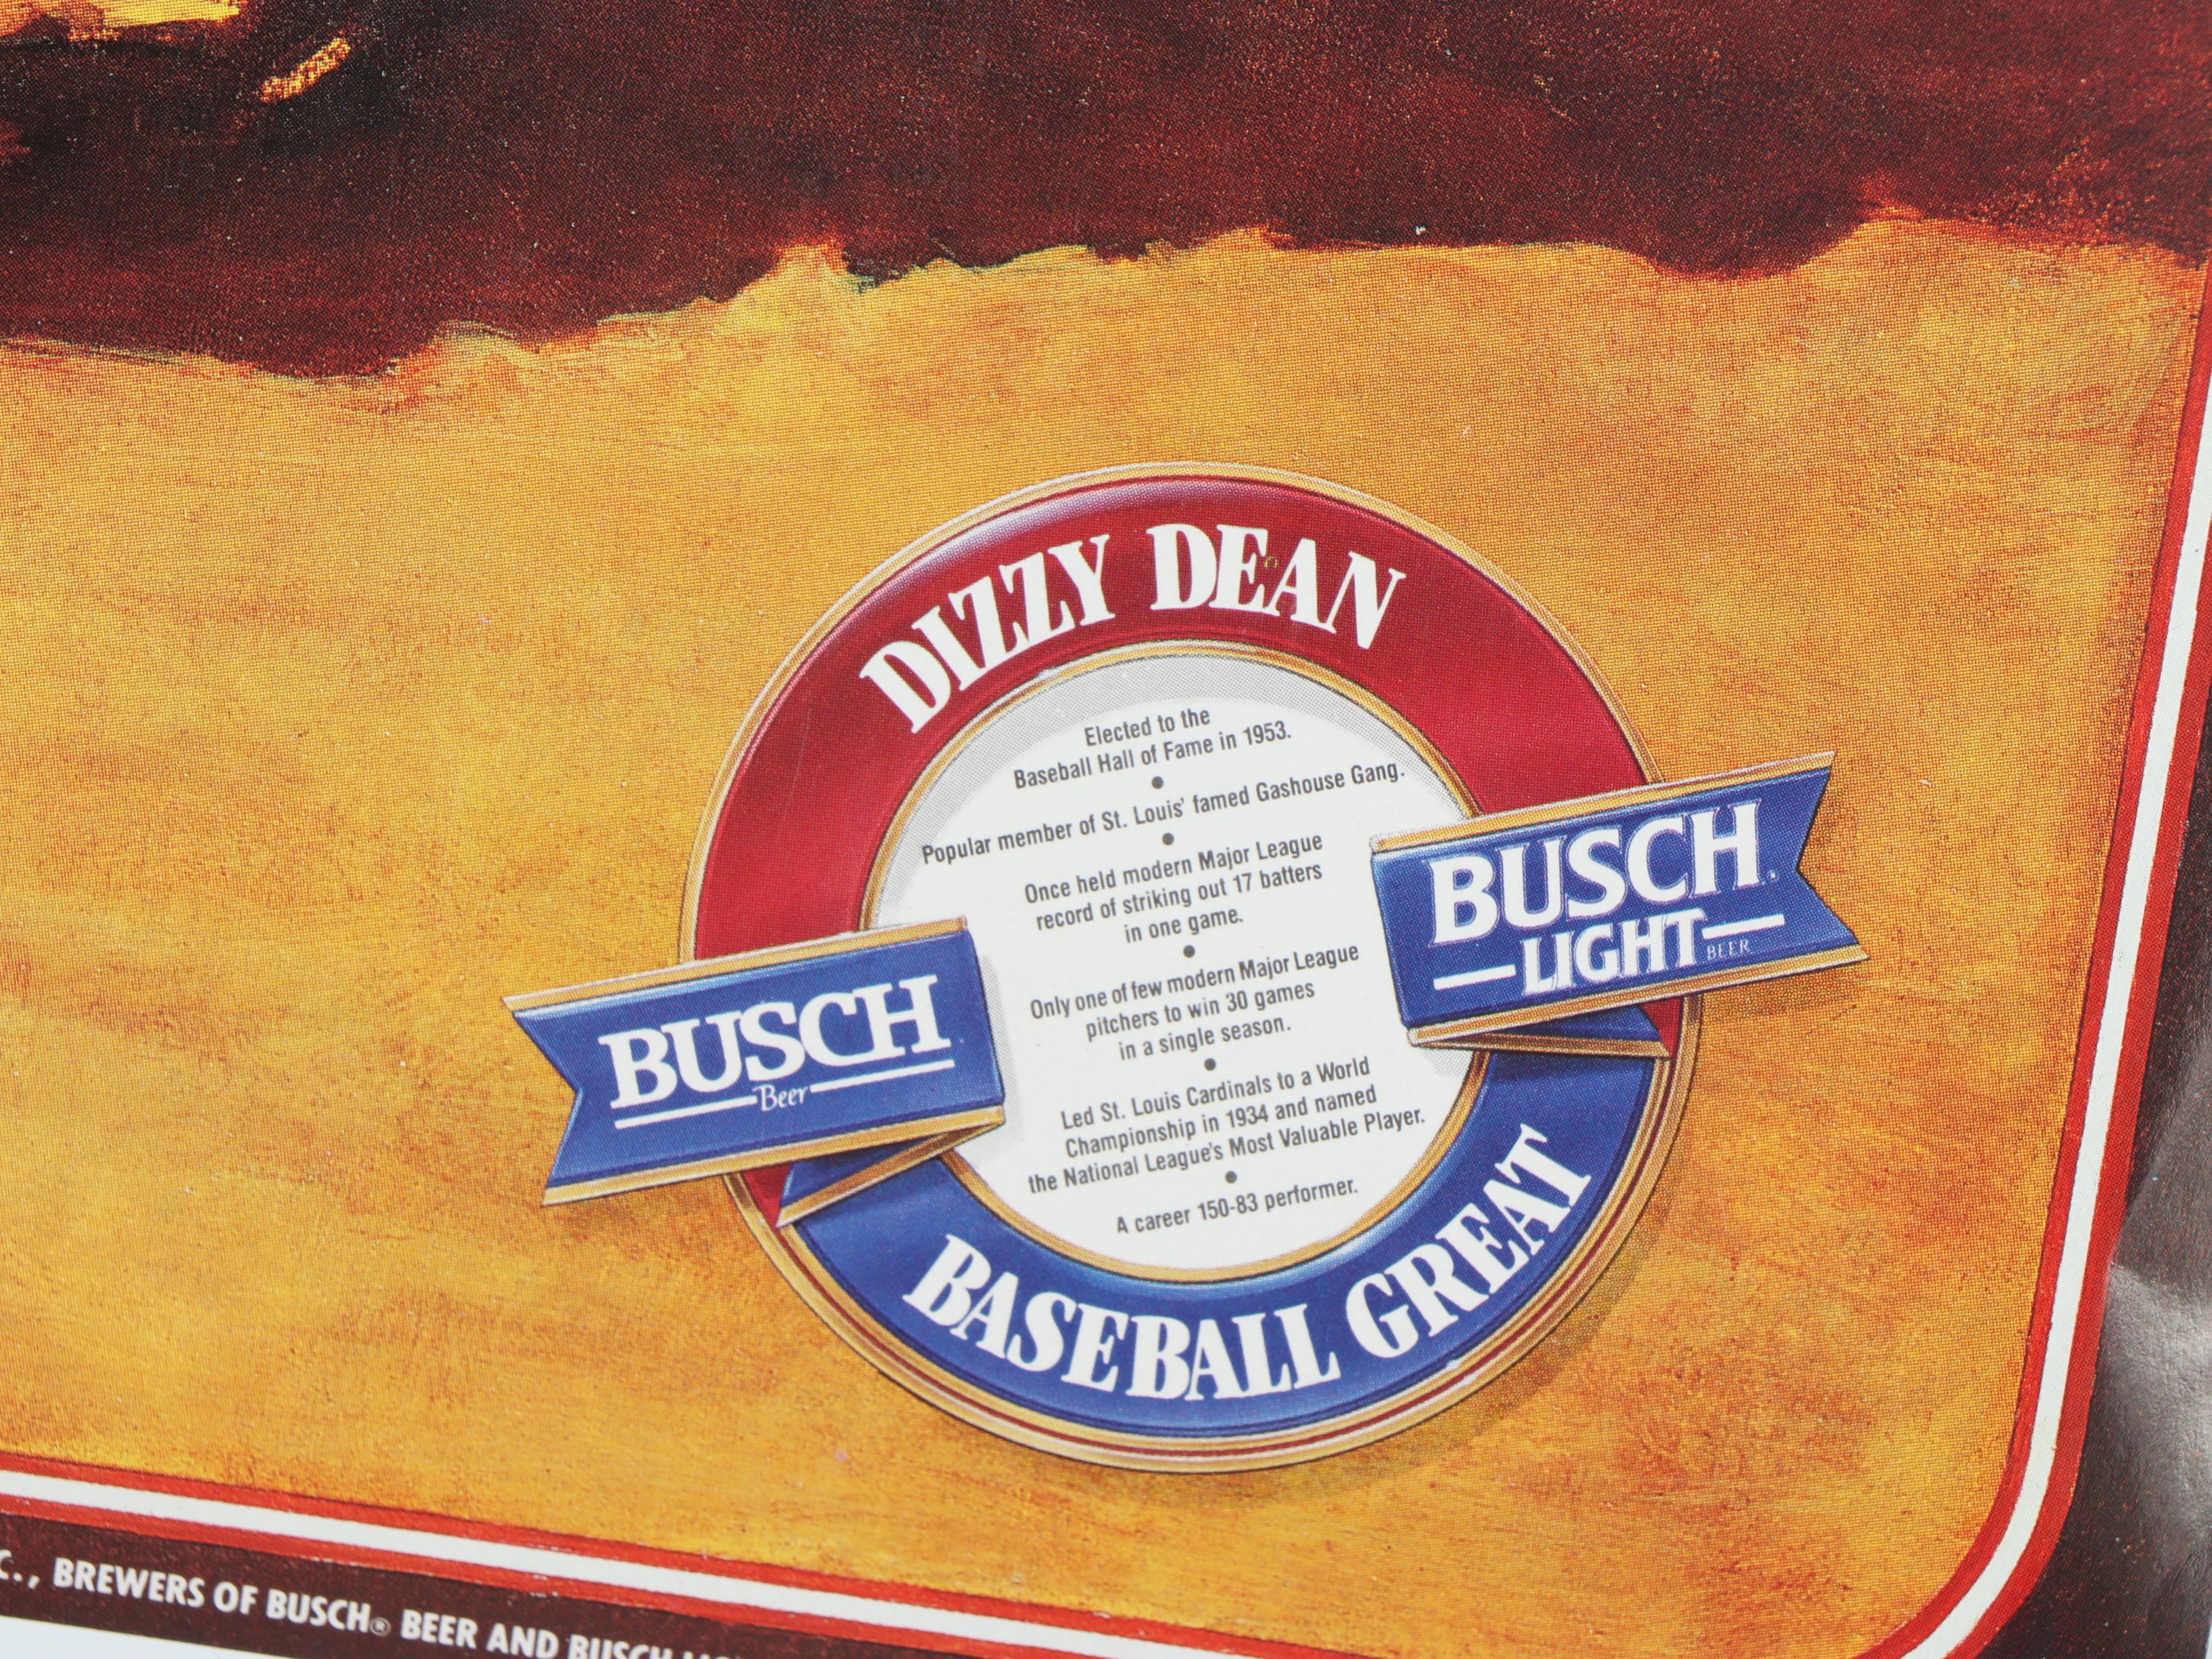 DIZZY DEAN
Elected to the
Baseball Hall of Fame in 1953.
•
Popular member of St. Louis' famed Gashouse Gang.
•
Once held modern Major League
record of striking out 17 batters
in one game.
•
Only one of few modern Major League
pitchers to win 30 games
in a single season.
•
Led St. Louis Cardinals to a World
Championship in 1934 and named
the National League's Most Valuable Player.
•
A career 150-83 performer.
BUSCH
Beer
BUSCH.
LIGHT BEER
BASEBALL GREAT
C., BREWERS OF BUSCH® BEER AND BUSCH